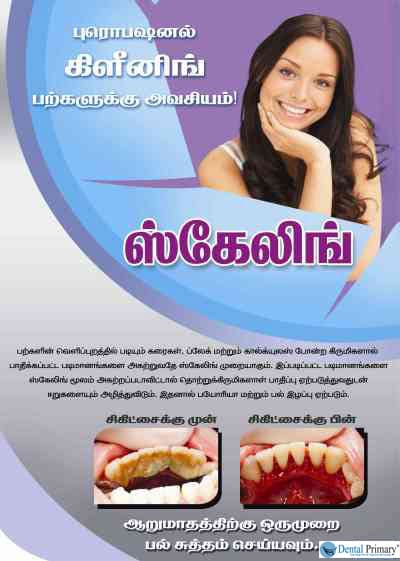 புரொபஷனல்
கிளீனிங்
பற்களுக்கு அவசியம்!
ஸ்கேலிங்
பற்களின் வெளிப்புறத்தில் படியும் கரைகள், ப்லேக் மற்றும் கால்க்யுலஸ் போன்ற கிருமிகளால்
பாதிக்கப்பட்ட படிமானங்களை அகற்றுவதே ஸ்கேலிங் முறையாகும். இப்படிப்பட்ட படிமானங்களை
ஸ்கேலிங் மூலம் அகற்றப்படாவிட்டால் தொற்றுக்கிருமிகளாள் பாதிப்பு ஏற்படுத்துவதுடன்
ஈறுகளையும் அழித்துவிடும். இதனால் பயோரியா மற்றும் பல் இழப்பு ஏற்படும்.
சிகிட்சைக்கு முன் சிகிட்சைக்கு பின்
ஆறுமாதத்திற்கு ஒருமுறை
பல் சுத்தம் செய்யவும்...
Dental Primary